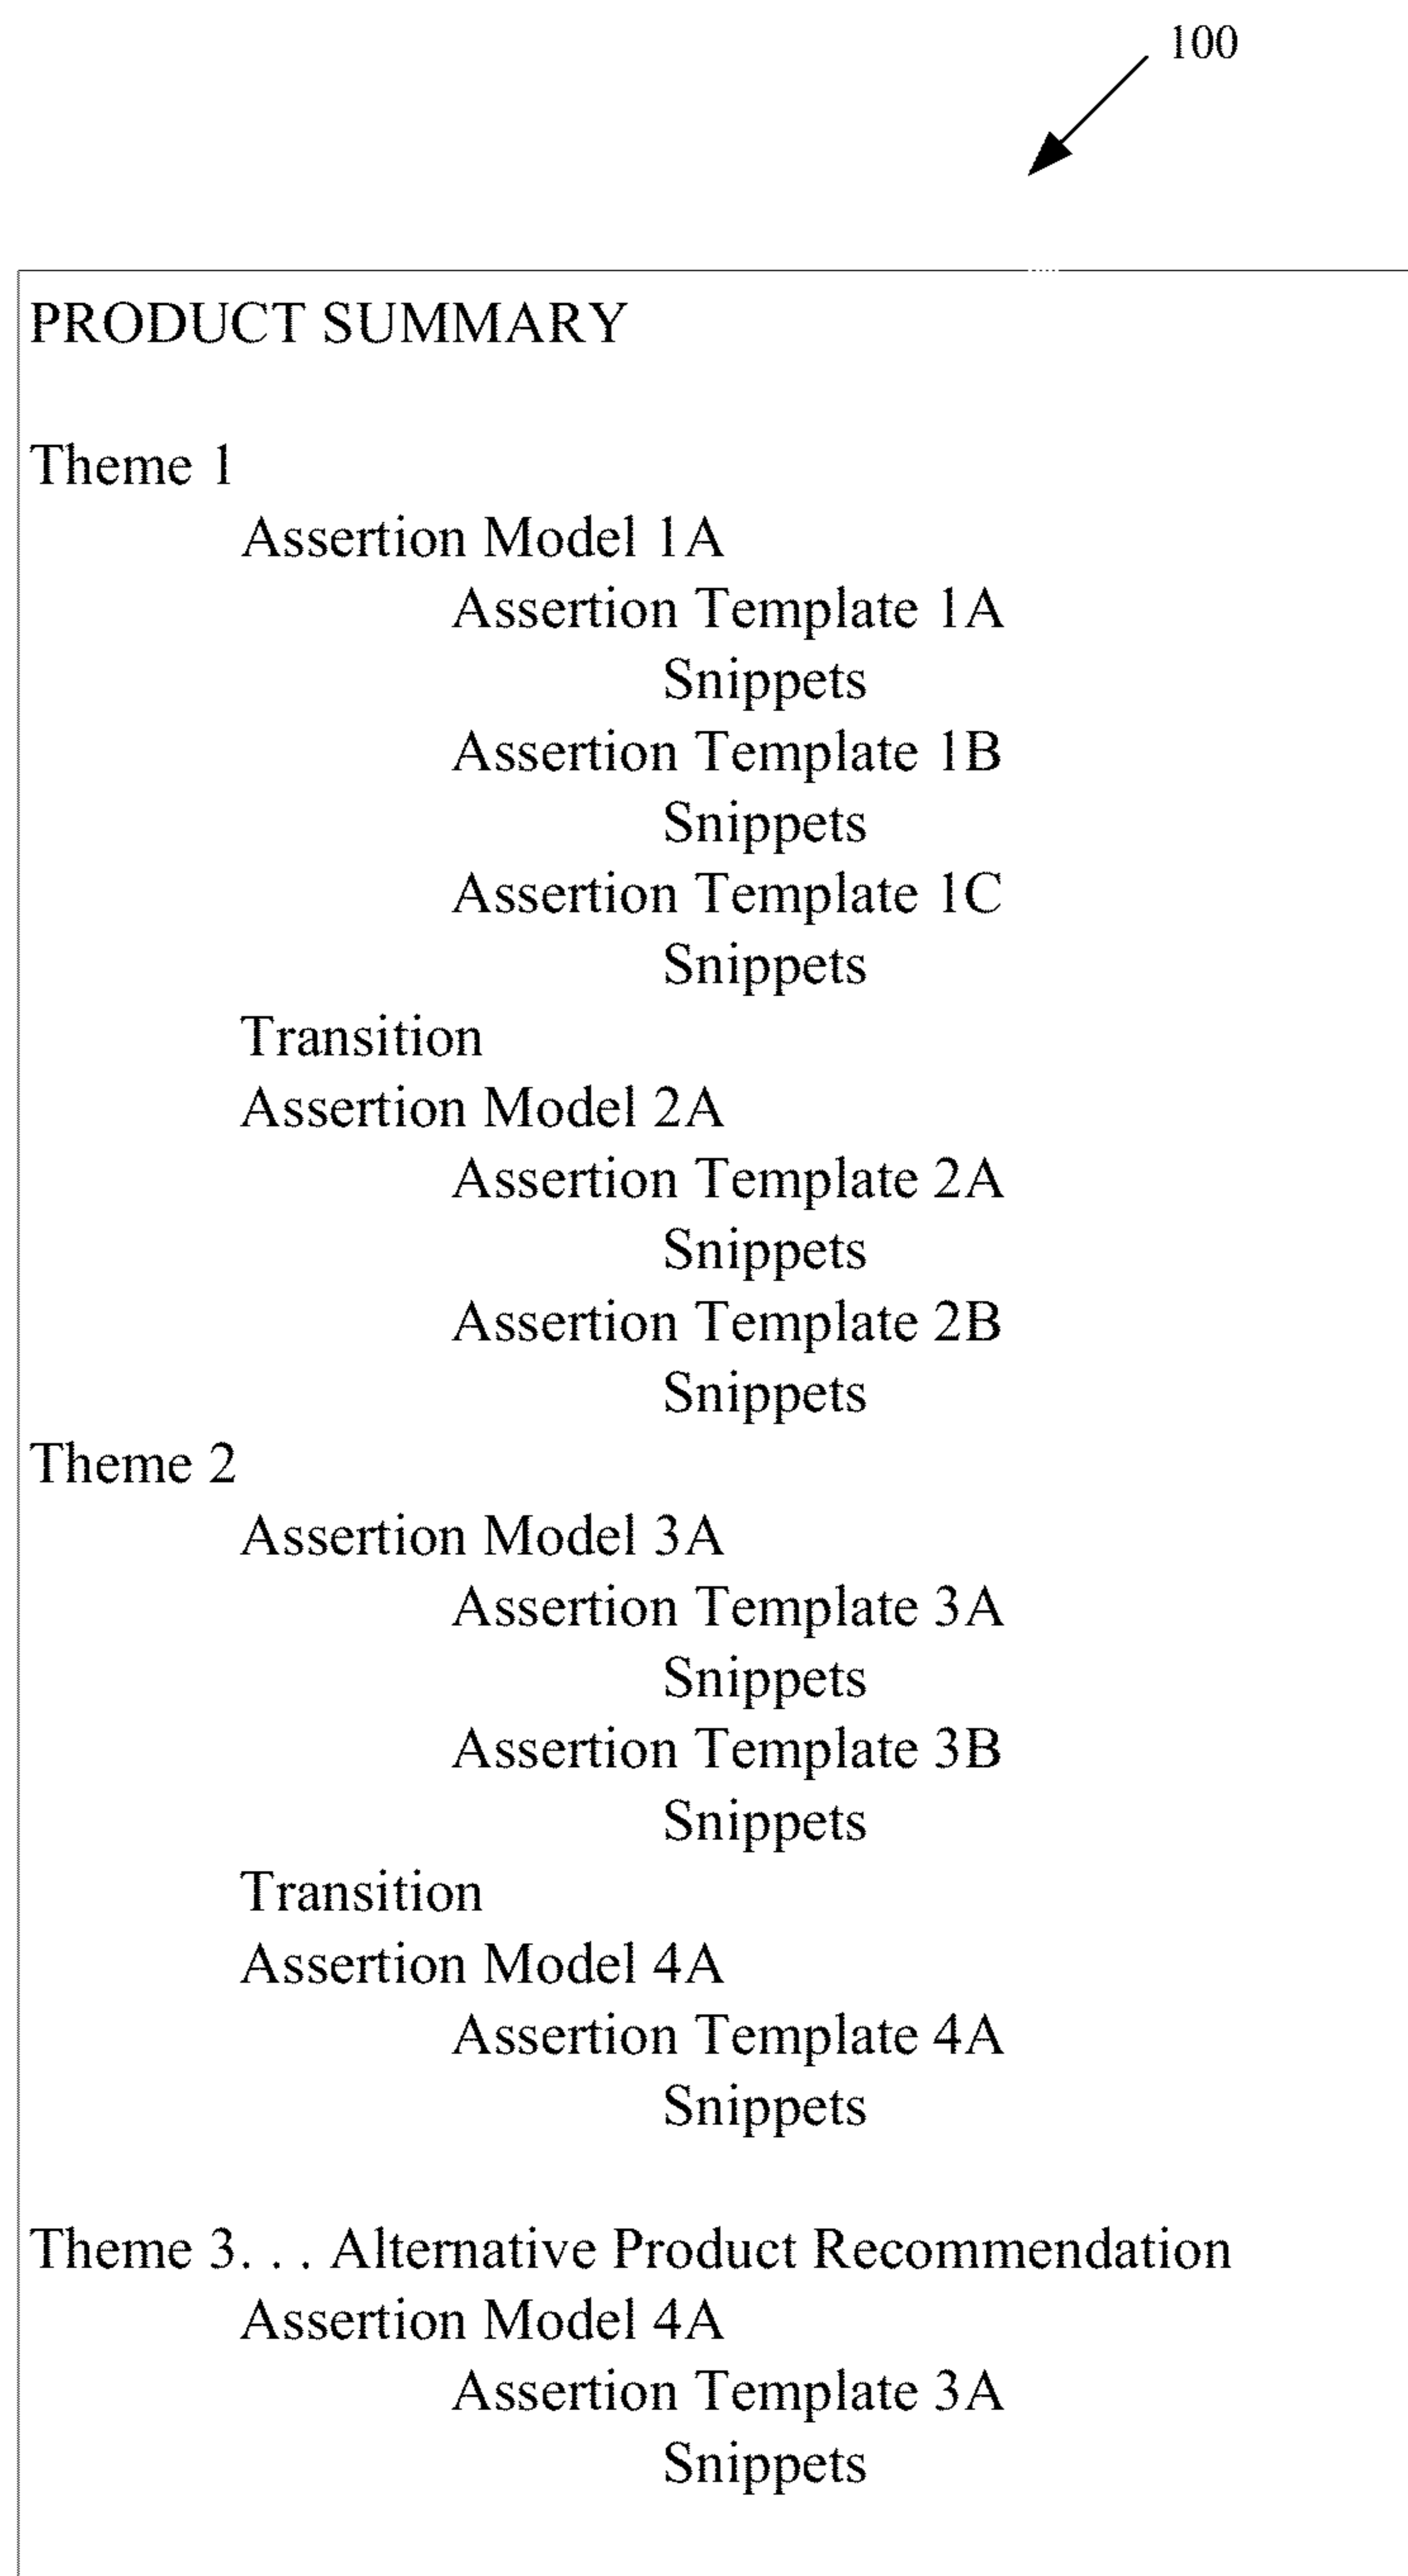 100
PRODUCT SUMMARY
Theme 1
Assertion Model 1A
Assertion Template 1A
Snippets
Assertion Template 1B
Snippets
Assertion Template 1C
Snippets
Transition
Assertion Model 2A
Assertion Template 2A
Snippets
Assertion Template 2B
Snippets
Theme 2
Assertion Model 3A
Assertion Template 3A
Snippets
Assertion Template 3B
Snippets
Transition
Assertion Model 4A
Assertion Template 4A
Snippets
Theme 3. . . Alternative Product Recommendation
Assertion Model 4A
Assertion Template 3A
Snippets